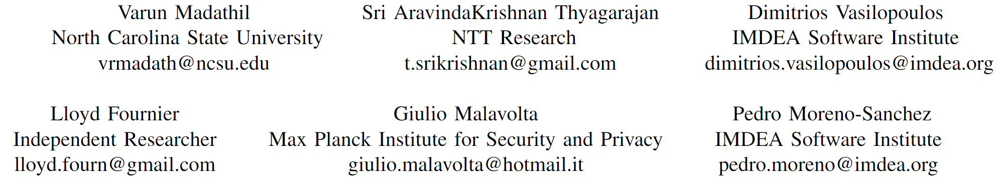 Varun Madathil
North Carolina State University
vrmadath@ncsu.edu
Sri AravindaKrishnan Thyagarajan
NTT Research
t.srikrishnan@gmail.com
Dimitrios Vasilopoulos
IMDEA Software Institute
dimitrios.vasilopoulos@imdea.org
Lloyd Fournier
Independent Researcher
lloyd.fourn@gmail.com
Giulio Malavolta
Max Planck Institute for Security and Privacy
giulio.malavolta@hotmail.it
Pedro Moreno-Sanchez
IMDEA Software Institute
pedro.moreno@imdea.org